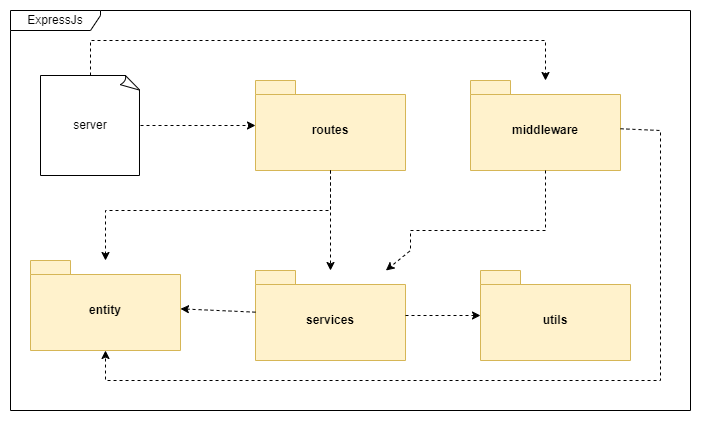 ExpressJs
server
routes
middleware
entity
services
utils